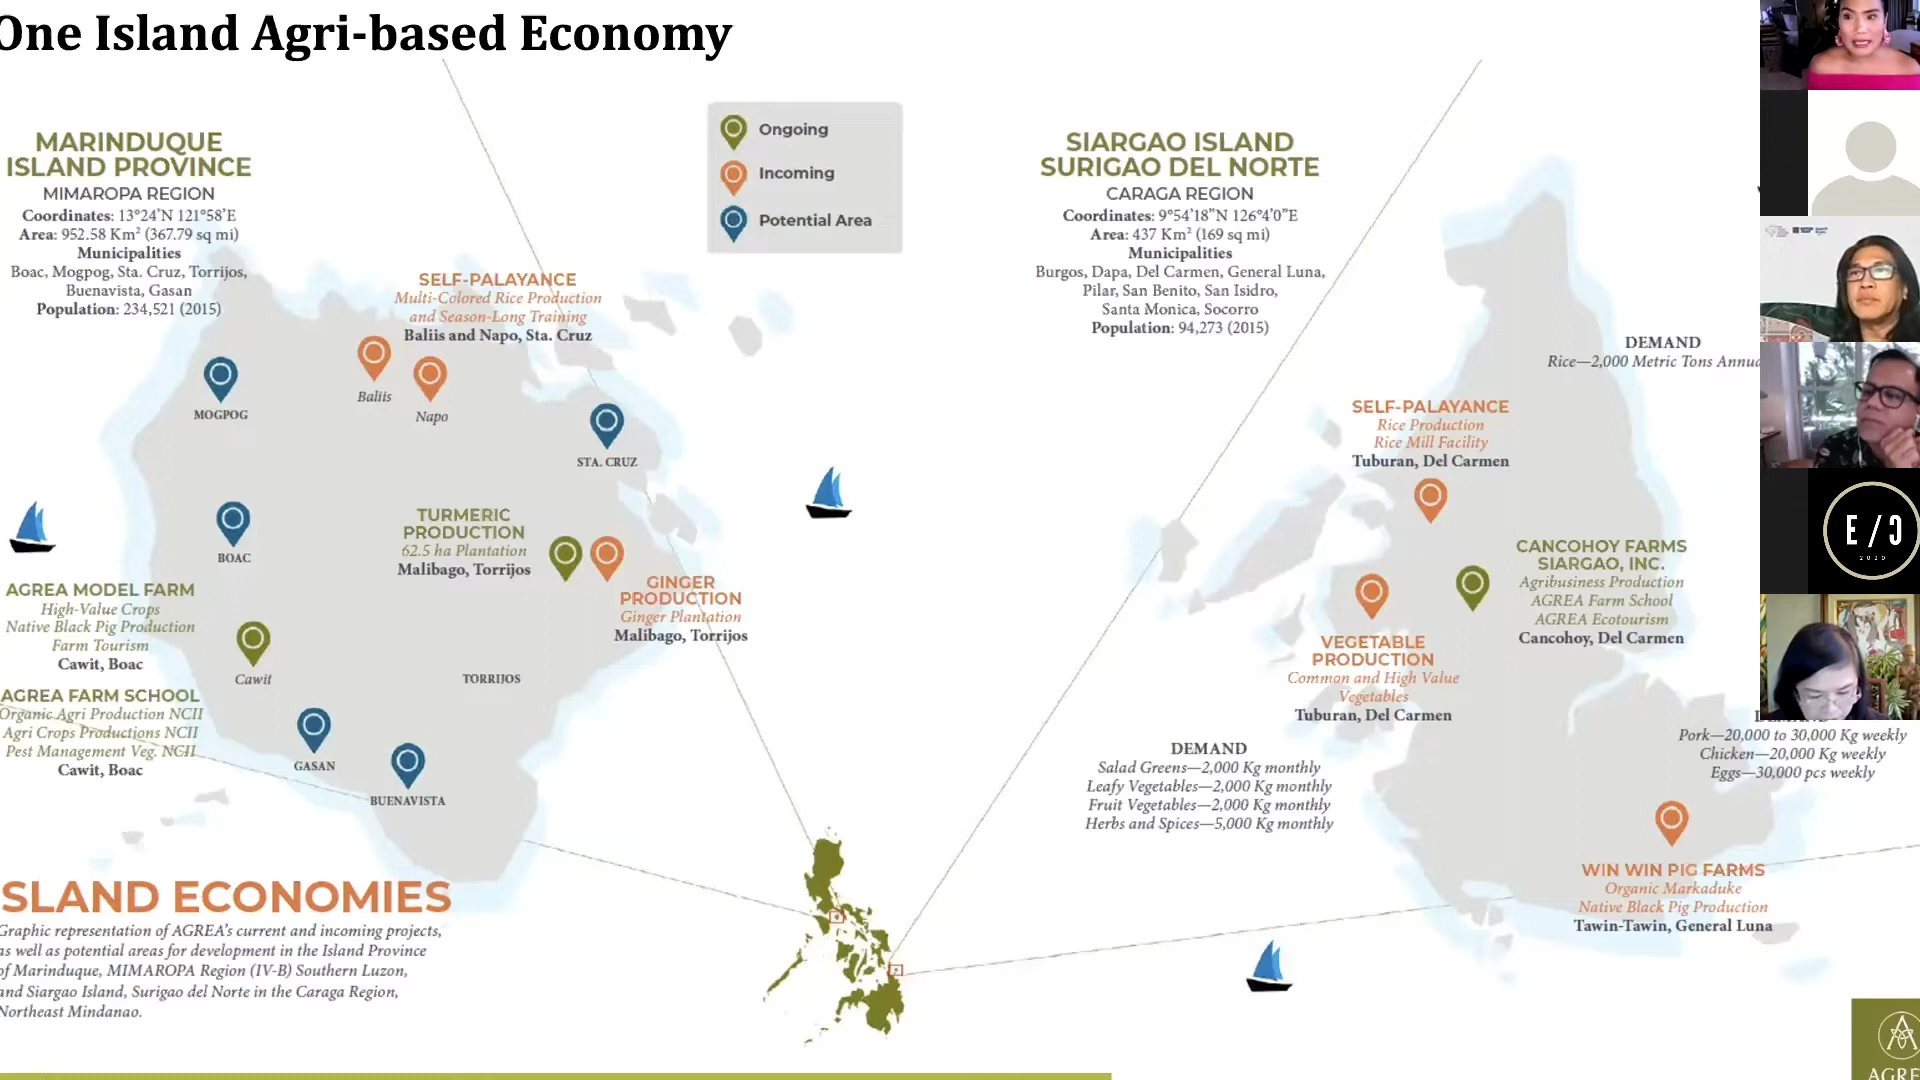 One Island Agri-based Economy
MARINDUQUE
ISLAND PROVINCE
MIMAROPA REGION
Coordinates: 13°24’N 121°58’E
Area: 952.58 Km² (367.79 sq mi)
Municipalities
Boac, Mogpog, Sta. Cruz, Torrijos,
Buenavista, Gasan
Population: 234,521 (2015)
Ongoing
Incoming
Potential Area
SELF-PALAYANCE
Multi-Colored Rice Production
and Season-Long Training
Baliis and Napo, Sta. Cruz
Baliis
Napo
MOGPOG
STA. CRUZ
BOAC
TURMERIC
PRODUCTION
62.5 ha Plantation
Malibago, Torrijos
GINGER
PRODUCTION
Ginger Plantation
Malibago, Torrijos
AGREA MODEL FARM
High-Value Crops
Native Black Pig Production
Farm Tourism
Cawit, Boac
Cawit
TORRIJOS
AGREA FARM SCHOOL
Organic Agri Production NCII
Agri Crops Productions NCII
Pest Management Veg. NCII
Cawit, Boac
GASAN
BUENAVISTA
SLAND ECONOMIES
Graphic representation of AGREA’s current and incoming projects,
as well as potential areas for development in the Island Province
of Marinduque, MIMAROPA Region (IV-B) Southern Luzon,
and Siargao Island, Surigao del Norte in the Caraga Region,
Northeast Mindanao.
SIARGAO ISLAND
SURIGAO DEL NORTE
CARAGA REGION
Coordinates: 9°54’18”N 126°4’0”E
Area: 437 Km² (169 sq mi)
Municipalities
Burgos, Dapa, Del Carmen, General Luna,
Pilar, San Benito, San Isidro,
Santa Monica, Socorro
Population: 94,273 (2015)
DEMAND
Rice—2,000 Metric Tons Annua
SELF-PALAYANCE
Rice Production
Rice Mill Facility
Tuburan, Del Carmen
CANCOHOY FARMS
SIARGAO, INC.
Agribusiness Production
AGREA Farm School
AGREA Ecotourism
Cancohoy, Del Carmen
VEGETABLE
PRODUCTION
Common and High Value
Vegetables
Tuburan, Del Carmen
DEMAND
Salad Greens—2,000 Kg monthly
Leafy Vegetables—2,000 Kg monthly
Fruit Vegetables—2,000 Kg monthly
Herbs and Spices—5,000 Kg monthly
DEMAND
Pork—20,000 to 30,000 Kg weekly
Chicken—20,000 Kg weekly
Eggs—30,000 pcs weekly
WIN WIN PIG FARMS
Organic Markaduke
Native Black Pig Production
Tawin-Tawin, General Luna
E/C
2020
AGRE